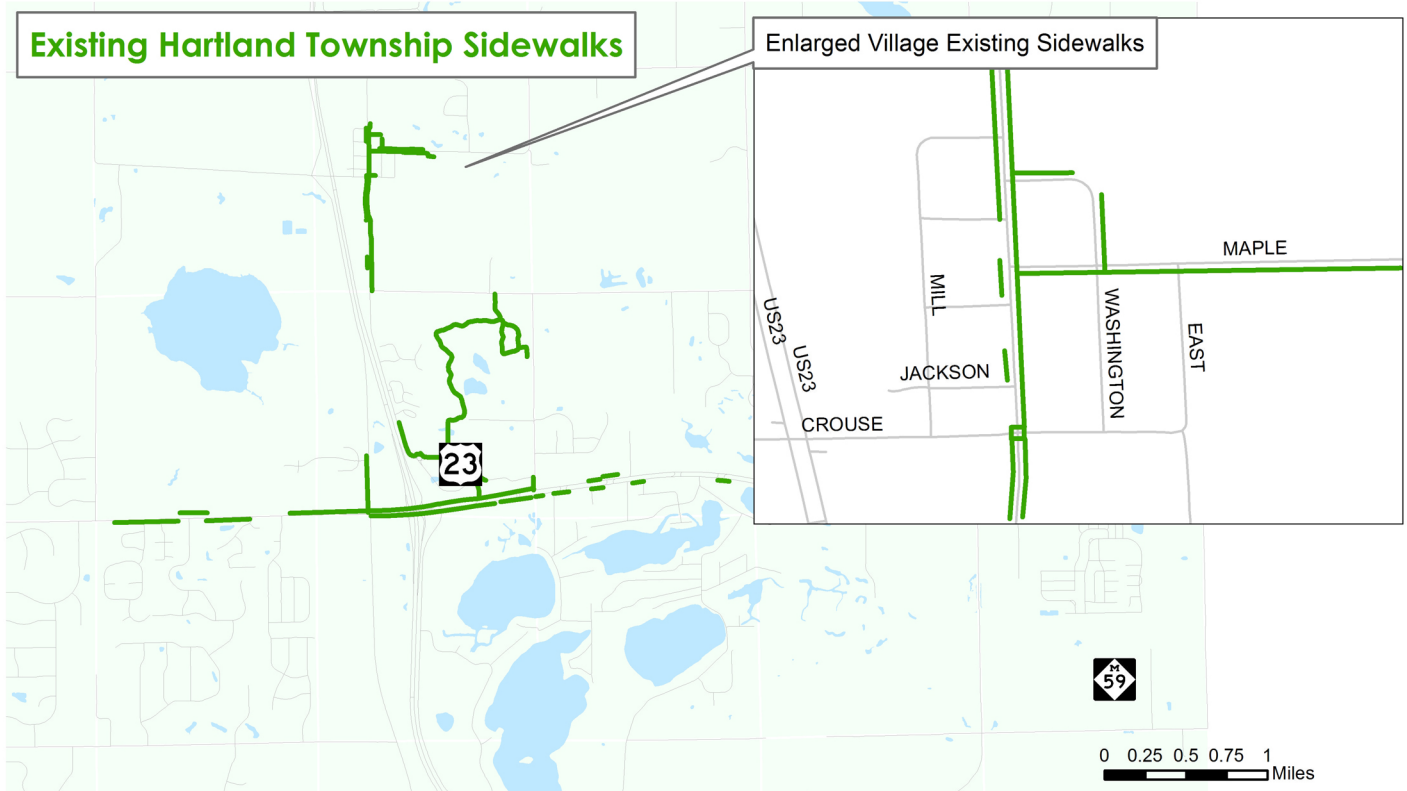 Existing Hartland Township Sidewalks
Enlarged Village Existing Sidewalks
MAPLE
MILL
WASHINGTON
EAST
US23
US23
JACKSON
CROUSE
23
M
59
0 0.25 0.5 0.75 1
Miles